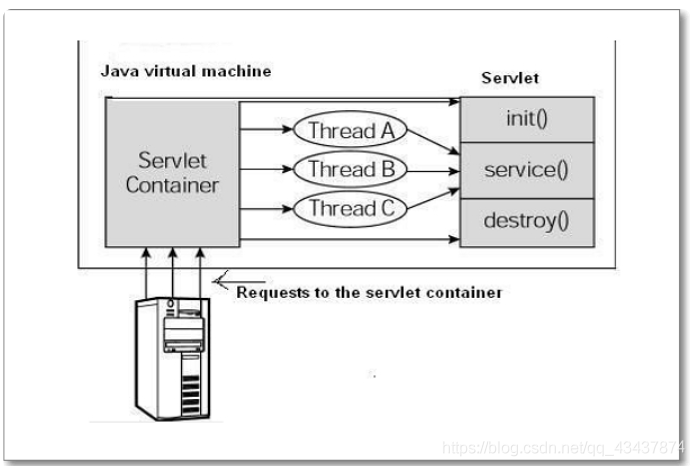 Java virtual machine
Servlet
Servlet
Container
Thread A
Thread B
Thread C
init()
service()
destroy()
Requests to the servlet container
https://blog.csdn.net/qq_43437874